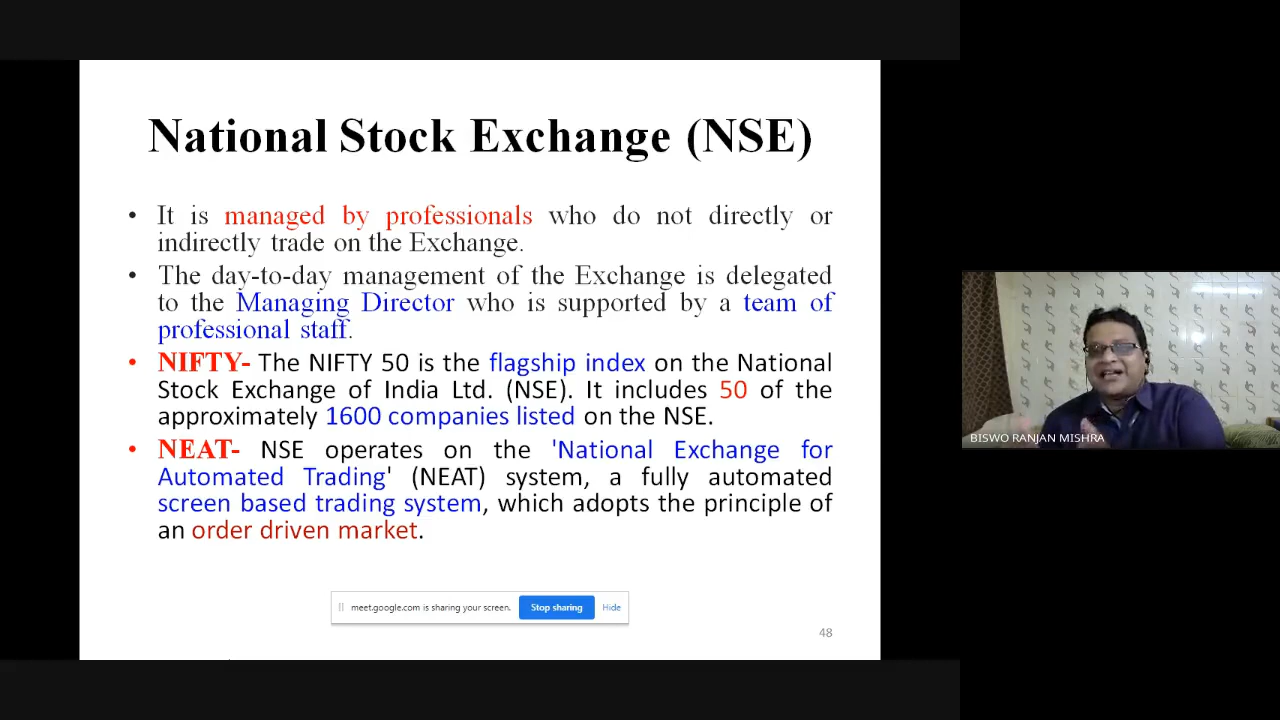 National Stock Exchange (NSE)
• It is managed by professionals who do not directly or
indirectly trade on the Exchange.
• The day-to-day management of the Exchange is delegated
to the Managing Director who is supported by a team of
professional staff.
• NIFTY- The NIFTY 50 is the flagship index on the National
Stock Exchange of India Ltd. (NSE). It includes 50 of the
approximately 1600 companies listed on the NSE.
• NEAT- NSE operates on the 'National Exchange for
Automated Trading' (NEAT) system, a fully automated
screen based trading system, which adopts the principle of
an order driven market.
meet.google.com is sharing your screen. Stop sharing Hide
48
BISWO RANJAN MISHRA